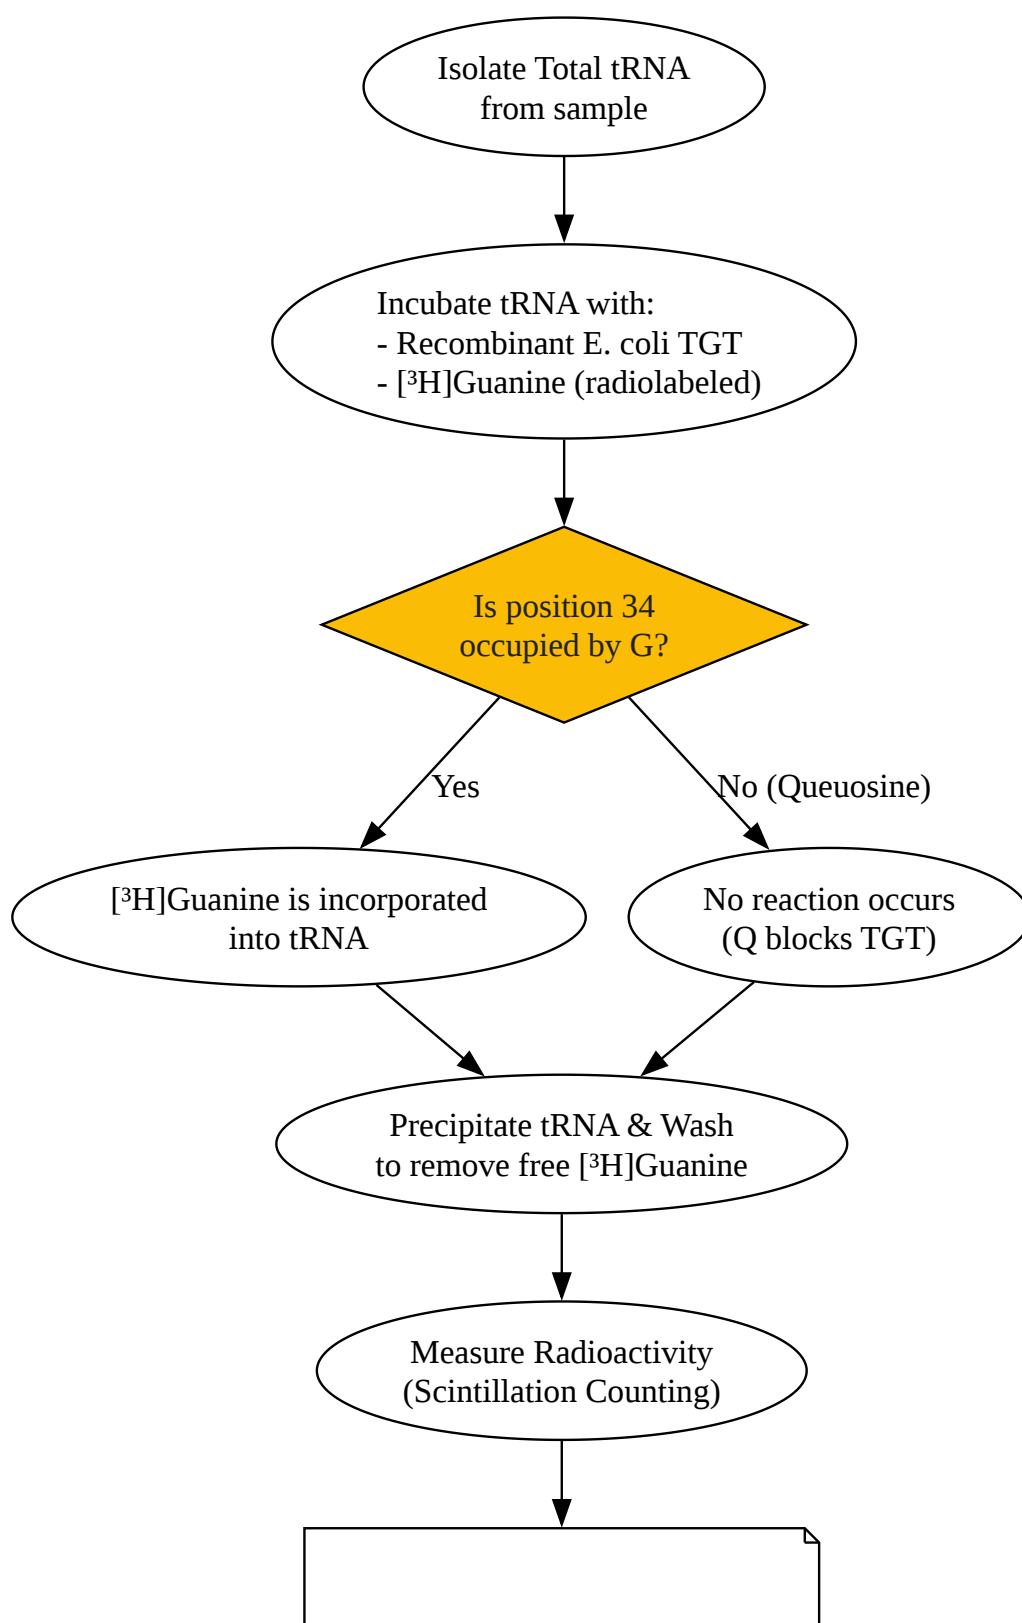 Isolate Total tRNA
from sample
Incubate tRNA with:
- Recombinant E. coli TGT
- [³H]Guanine (radiolabeled)
Is position 34
occupied by G?
Yes
No (Queuosine)
[³H]Guanine is incorporated
into tRNA
No reaction occurs
(Q blocks TGT)
Precipitate tRNA & Wash
to remove free [³H]Guanine
Measure Radioactivity
(Scintillation Counting)